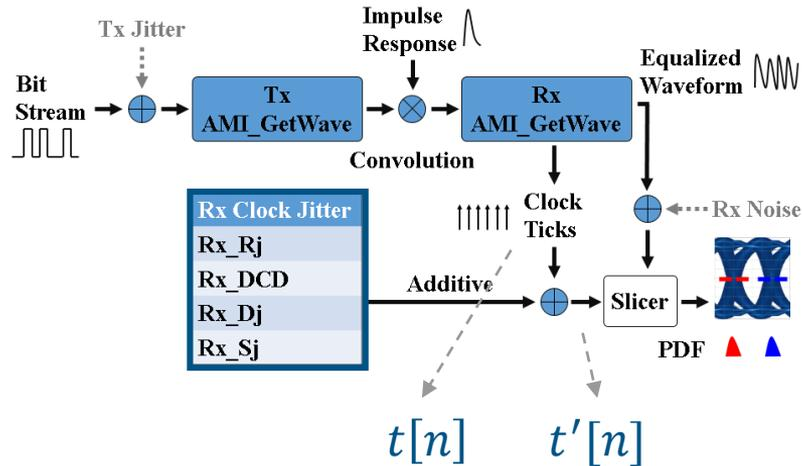 Tx Jitter
Impulse
Response
Bit
Stream
Tx
AMI_GetWave
Rx
AMI_GetWave
Equalized
Waveform
Convolution
Rx Clock Jitter
Rx_Rj
Rx_DCD
Rx_Dj
Rx_Sj
Clock
Ticks
Rx Noise
Additive
Slicer
PDF
t[n]
t′[n]